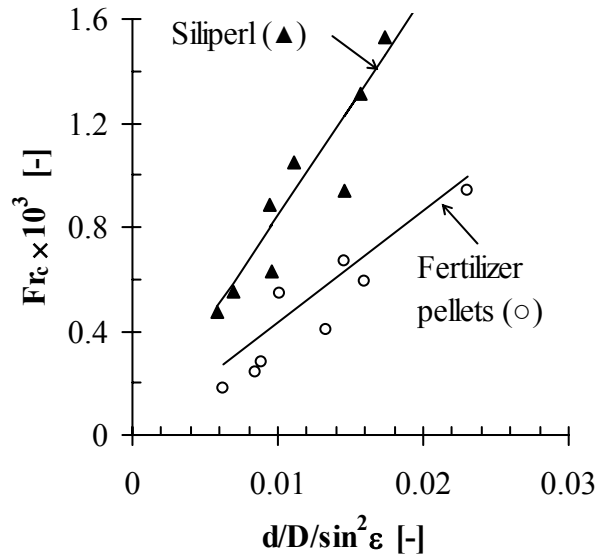 1.6
Siliperl (▲)
1.2
0.8
Fr꜀ × 10³ [-]
Fertilizer
pellets (○)
0.4
0
0
0.01
0.02
0.03
d/D/sin²ε [-]